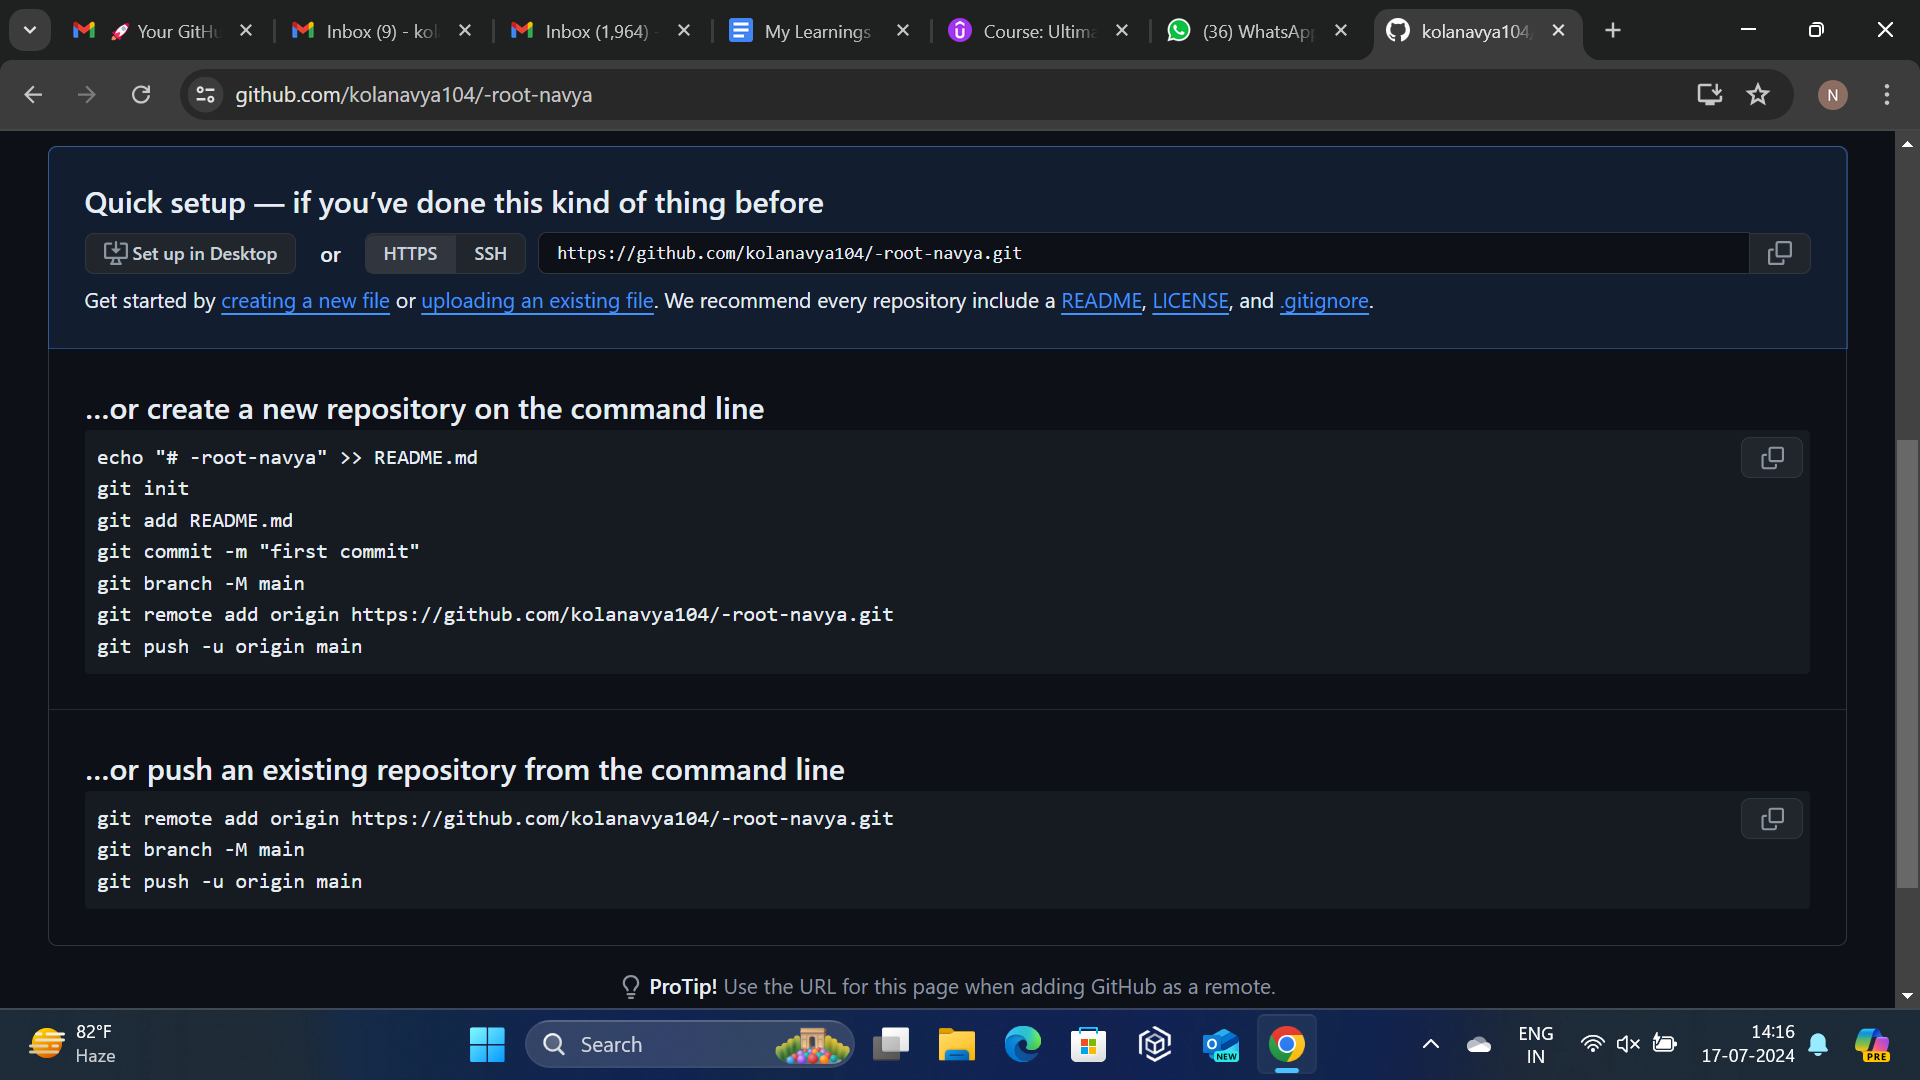 Your GitHu
Inbox (9) - kol
Inbox (1,964) -
My Learnings
Course: Ultima
(36) WhatsApp
kolanavya104/
github.com/kolanavya104/-root-navya
N
Quick setup — if you’ve done this kind of thing before
Set up in Desktop or HTTPS SSH https://github.com/kolanavya104/-root-navya.git
Get started by creating a new file or uploading an existing file. We recommend every repository include a README, LICENSE, and .gitignore.
…or create a new repository on the command line
echo "# -root-navya" >> README.md
git init
git add README.md
git commit -m "first commit"
git branch -M main
git remote add origin https://github.com/kolanavya104/-root-navya.git
git push -u origin main
…or push an existing repository from the command line
git remote add origin https://github.com/kolanavya104/-root-navya.git
git branch -M main
git push -u origin main
ProTip! Use the URL for this page when adding GitHub as a remote.
82°F
Haze
Search
NEW
ENG
IN
14:16
17-07-2024
PRE